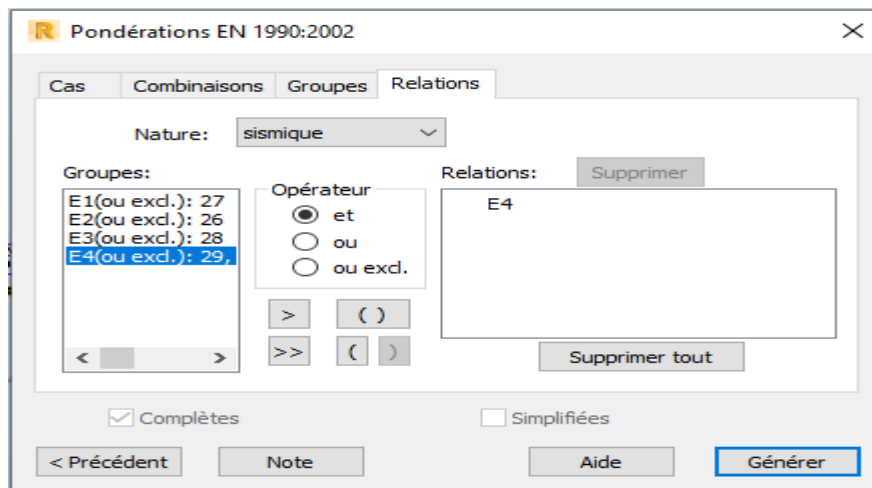 R Pondérations EN 1990:2002
Cas Combinaisons Groupes Relations
Nature: sismique
Groupes:
E1(ou excl.): 27
E2(ou excl.): 26
E3(ou excl.): 28
E4(ou excl.): 29,
Opérateur
et
ou
ou excl.
> ( )
>> ( )
Relations: Supprimer
E4
Supprimer tout
Complètes Simplifiées
< Précédent Note Aide Générer